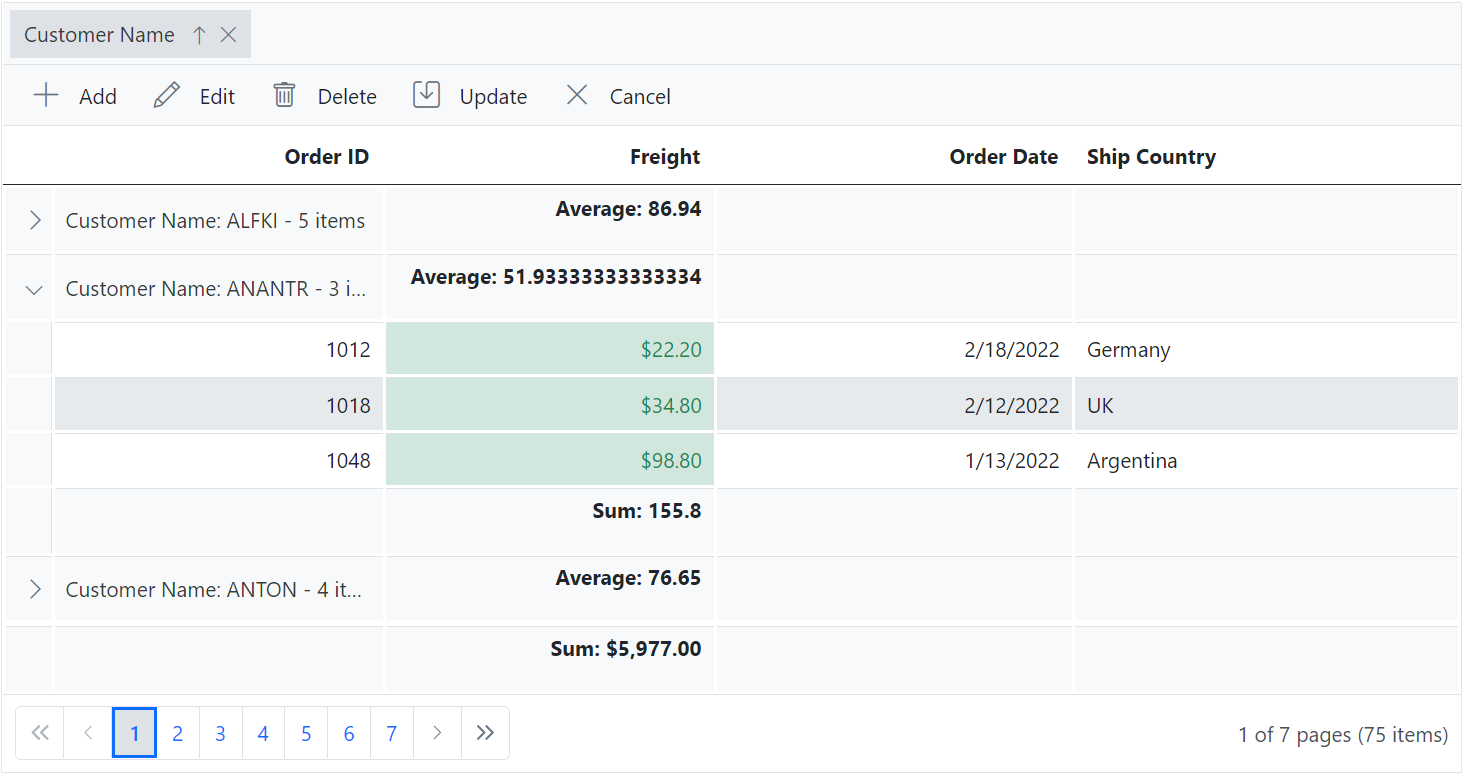 Customer Name
Add Edit Delete Update Cancel
Order ID Freight Order Date Ship Country
Customer Name: ALFKI - 5 items Average: 86.94
Customer Name: ANANTR - 3 i... Average: 51.93333333333334
1012 $22.20 2/18/2022 Germany
1018 $34.80 2/12/2022 UK
1048 $98.80 1/13/2022 Argentina
Sum: 155.8
Customer Name: ANTON - 4 it... Average: 76.65
Sum: $5,977.00
1 2 3 4 5 6 7 1 of 7 pages (75 items)